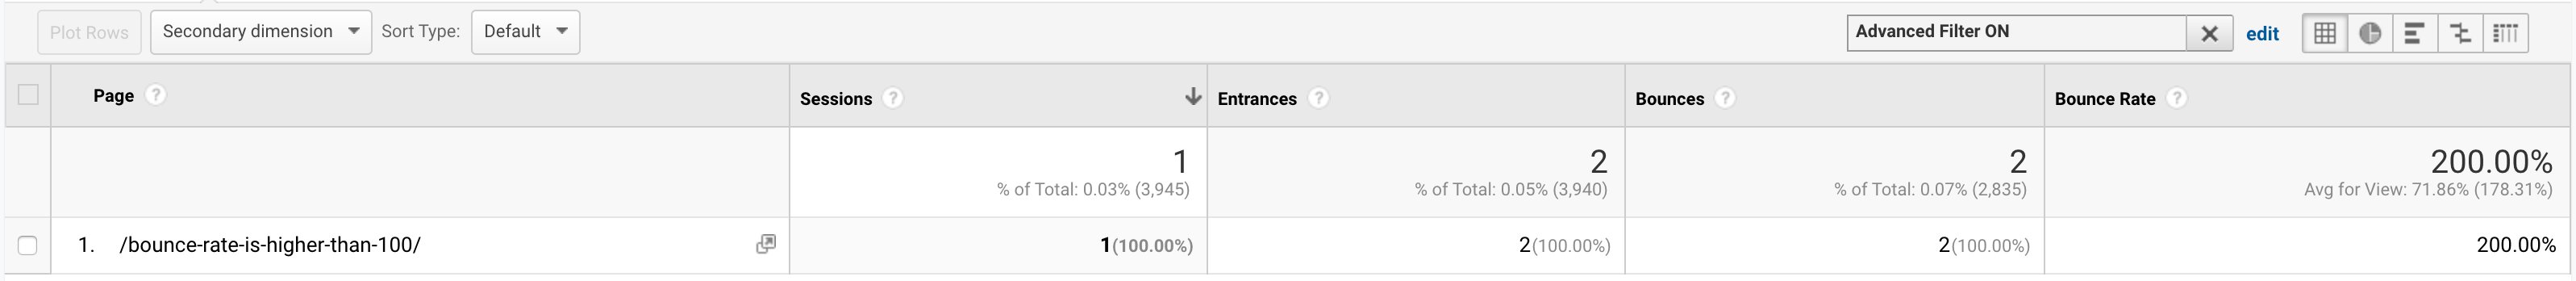 Plot Rows Secondary dimension Sort Type: Default Advanced Filter ON edit
Page ? Sessions ? Entrances ? Bounces ? Bounce Rate ?
1 2 2 200.00%
% of Total: 0.03% (3,945) % of Total: 0.05% (3,940) % of Total: 0.07% (2,835) Avg for View: 71.86% (178.31%)
1. /bounce-rate-is-higher-than-100/ 1(100.00%) 2(100.00%) 2(100.00%) 200.00%